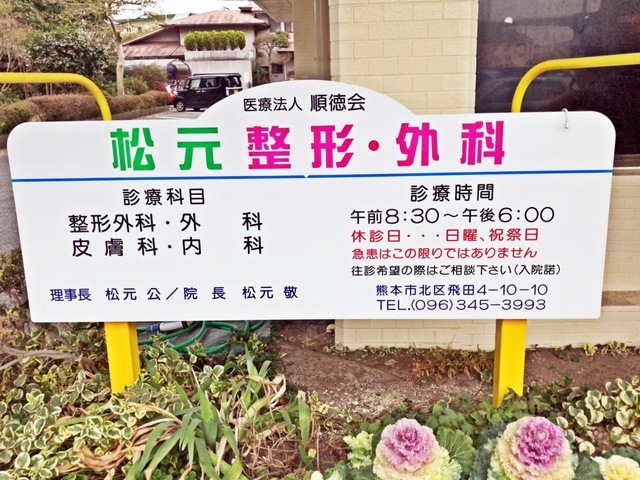 医療法人 順徳会
松元 整形・外科
診療科目
整形外科・外 科
皮膚科・内 科
理事長 松元 公／院 長 松元 敬
診療時間
午前8:30～午後6:00
休診日・・・日曜、祝祭日
急患はこの限りではありません
往診希望の際はご相談下さい（入院諾）
熊本市北区飛田4-10-10
TEL.(096)345-3993